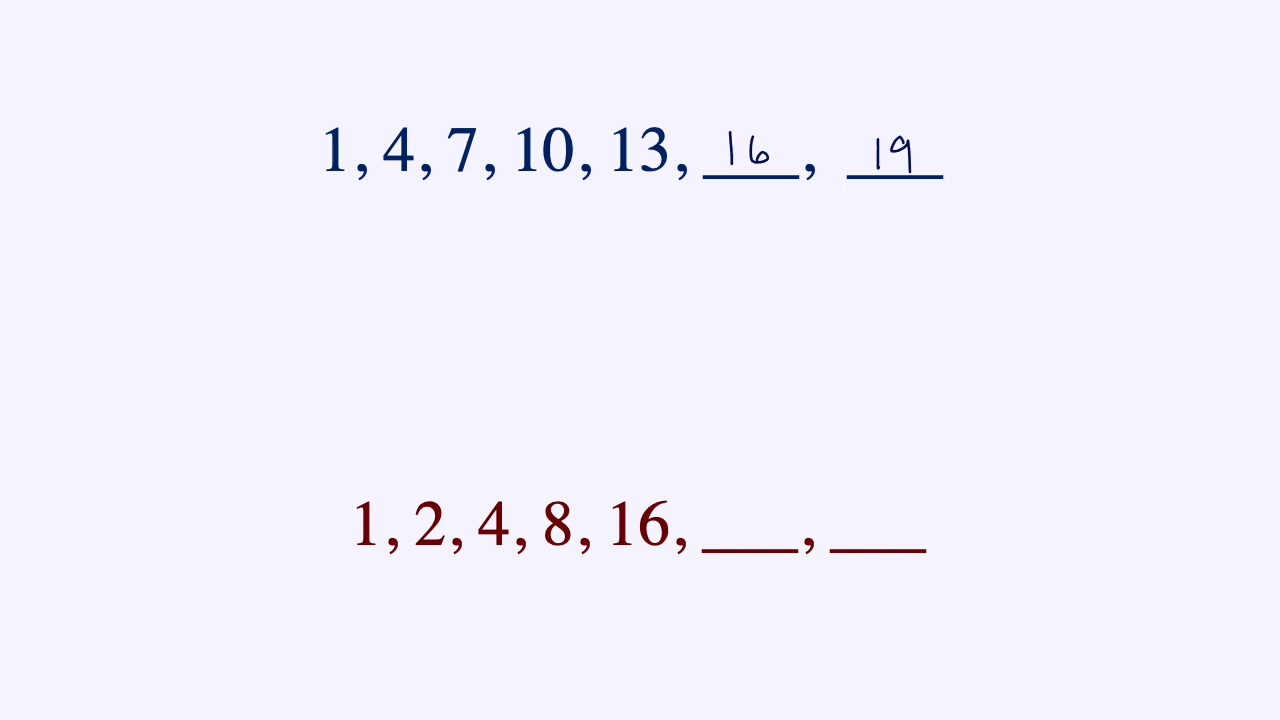 1, 4, 7, 10, 13, 16, 19
1, 2, 4, 8, 16, ___, ___